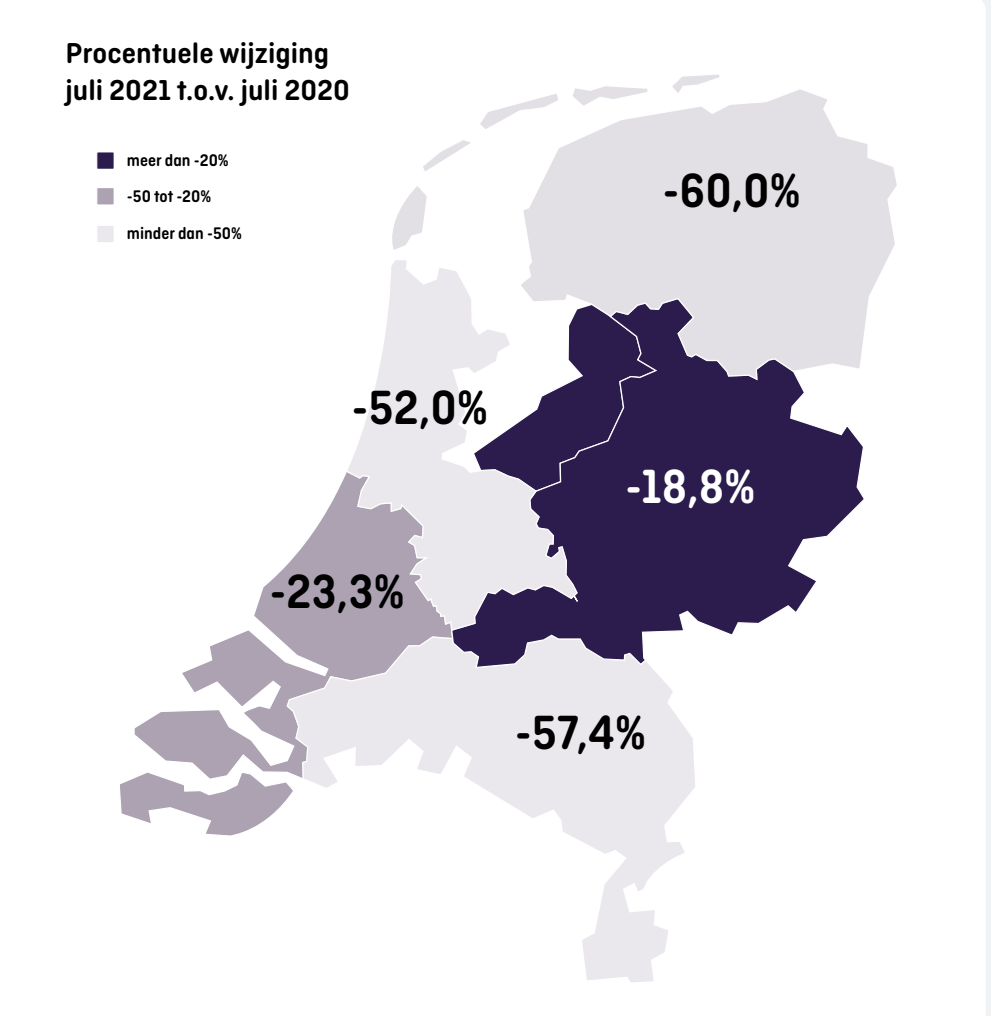 Procentuele wijziging
juli 2021 t.o.v. juli 2020
meer dan -20%
-50 tot -20%
minder dan -50%
-60,0%
-52,0%
-18,8%
-23,3%
-57,4%